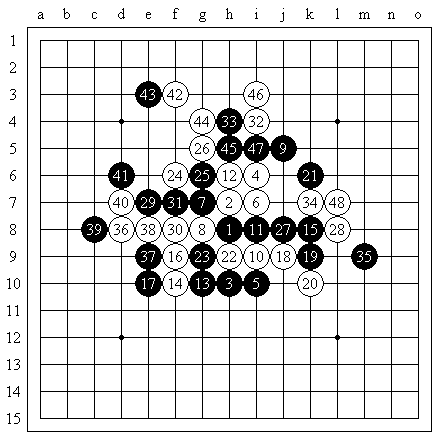 a b c d e f g h i j k l m n o
1
2
3 43 42 46
4 44 33 32
5 26 45 47 9
6 41 24 25 12 4 21
7 40 29 31 7 2 6 34 48
8 39 36 38 30 8 1 11 27 15 28
9 37 16 23 22 10 18 19 35
10 17 14 13 3 5 20
11
12
13
14
15